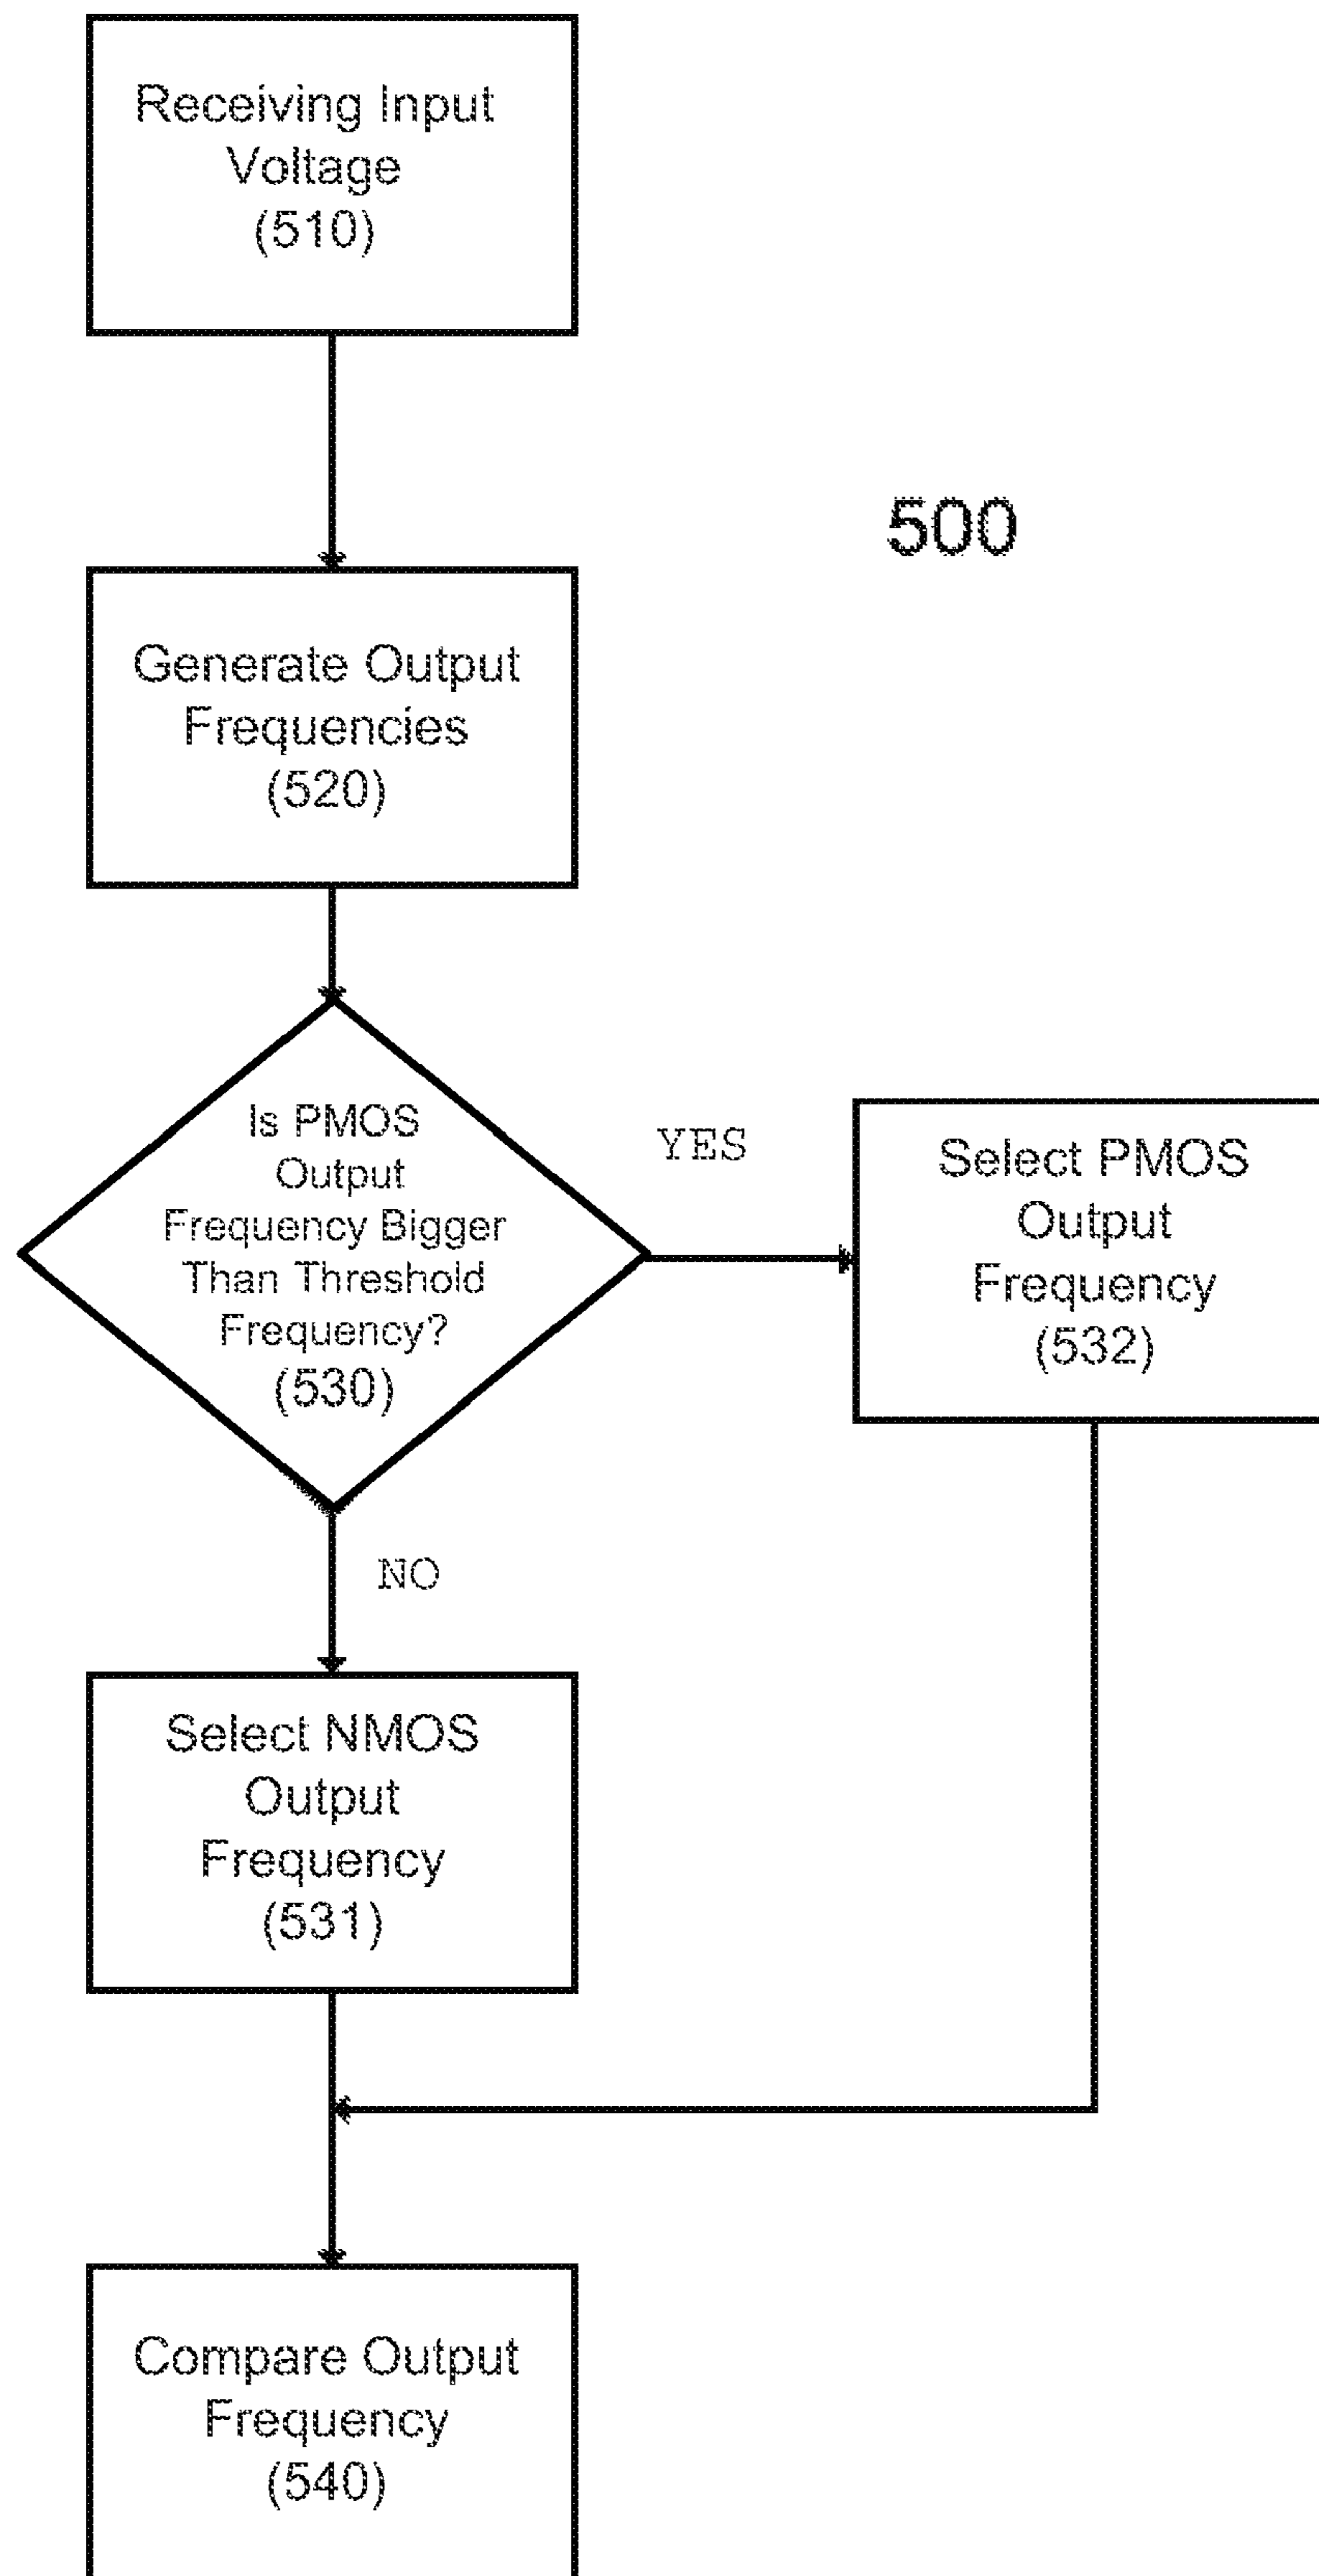 Receiving Input
Voltage
(510)
500
Generate Output
Frequencies
(520)
Is PMOS
Output
Frequency Bigger
Than Threshold
Frequency?
(530)
YES
Select PMOS
Output
Frequency
(532)
NO
Select NMOS
Output
Frequency
(531)
Compare Output
Frequency
(540)